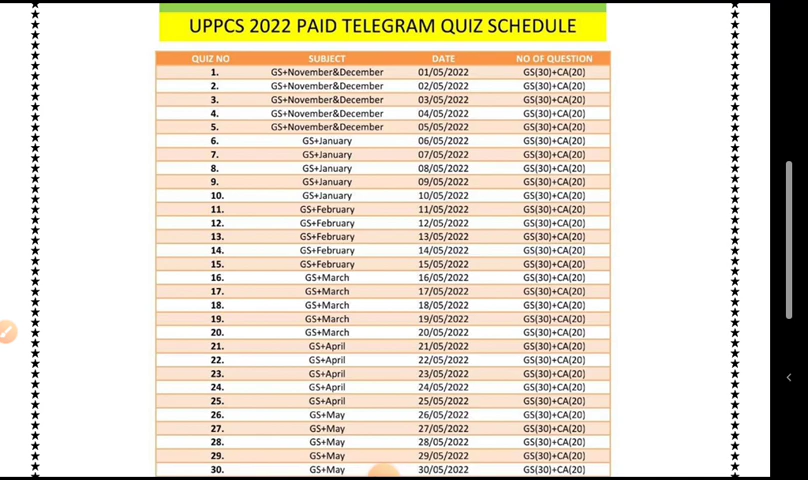 UPPCS 2022 PAID TELEGRAM QUIZ SCHEDULE
QUIZ NO SUBJECT DATE NO OF QUESTION
1. GS+November&December 01/05/2022 GS(30)+CA(20)
2. GS+November&December 02/05/2022 GS(30)+CA(20)
3. GS+November&December 03/05/2022 GS(30)+CA(20)
4. GS+November&December 04/05/2022 GS(30)+CA(20)
5. GS+November&December 05/05/2022 GS(30)+CA(20)
6. GS+January 06/05/2022 GS(30)+CA(20)
7. GS+January 07/05/2022 GS(30)+CA(20)
8. GS+January 08/05/2022 GS(30)+CA(20)
9. GS+January 09/05/2022 GS(30)+CA(20)
10. GS+January 10/05/2022 GS(30)+CA(20)
11. GS+February 11/05/2022 GS(30)+CA(20)
12. GS+February 12/05/2022 GS(30)+CA(20)
13. GS+February 13/05/2022 GS(30)+CA(20)
14. GS+February 14/05/2022 GS(30)+CA(20)
15. GS+February 15/05/2022 GS(30)+CA(20)
16. GS+March 16/05/2022 GS(30)+CA(20)
17. GS+March 17/05/2022 GS(30)+CA(20)
18. GS+March 18/05/2022 GS(30)+CA(20)
19. GS+March 19/05/2022 GS(30)+CA(20)
20. GS+March 20/05/2022 GS(30)+CA(20)
21. GS+April 21/05/2022 GS(30)+CA(20)
22. GS+April 22/05/2022 GS(30)+CA(20)
23. GS+April 23/05/2022 GS(30)+CA(20)
24. GS+April 24/05/2022 GS(30)+CA(20)
25. GS+April 25/05/2022 GS(30)+CA(20)
26. GS+May 26/05/2022 GS(30)+CA(20)
27. GS+May 27/05/2022 GS(30)+CA(20)
28. GS+May 28/05/2022 GS(30)+CA(20)
29. GS+May 29/05/2022 GS(30)+CA(20)
30. GS+May 30/05/2022 GS(30)+CA(20)